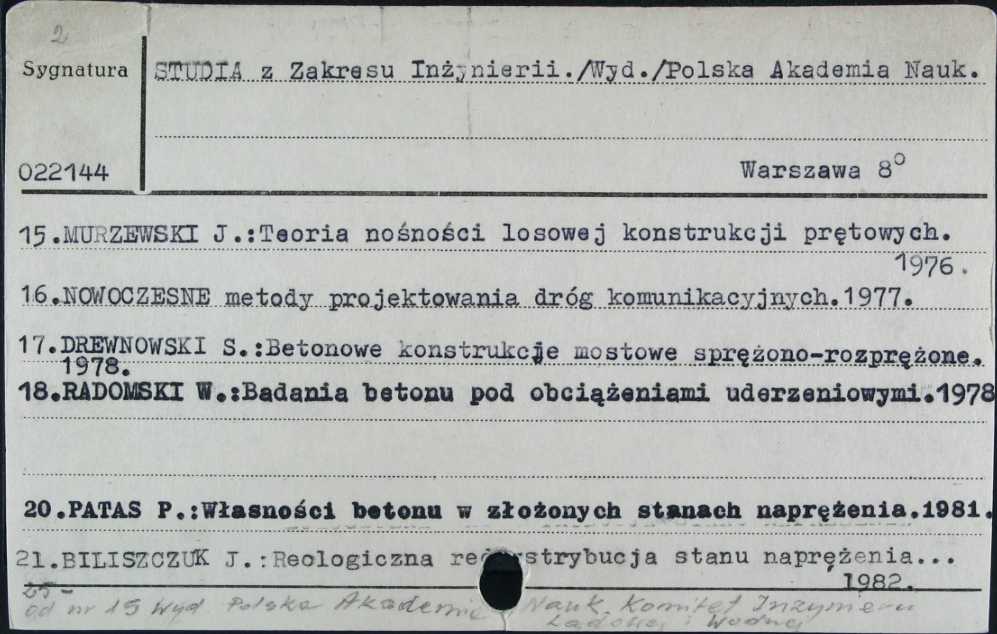 2
Sygnatura STUDIA z Zakresu Inżynierii./Wyd./Polska Akademia Nauk.
022144 Warszawa 8°
15.MURZEWSKI J.:Teoria nośności losowej konstrukcji prętowych.
1976.
16.NOWOCZESNE metody projektowania dróg komunikacyjnych.1977.
17.DREWNOWSKI S.:Betonowe konstrukcje mostowe sprężono-rozprężone.
1978.
18.RADOMSKI W.:Badania betonu pod obciążeniami uderzeniowymi.1978
20.PATAS P.:Własności betonu w złożonych stanach naprężenia.1981.
21.BILISZCZUK J.:Reologiczna stanu naprężenia...
1982.
od nr 19 Wyd Polska Akademia Nauk. Komitet Inżynierii
Lądowej i Wodnej